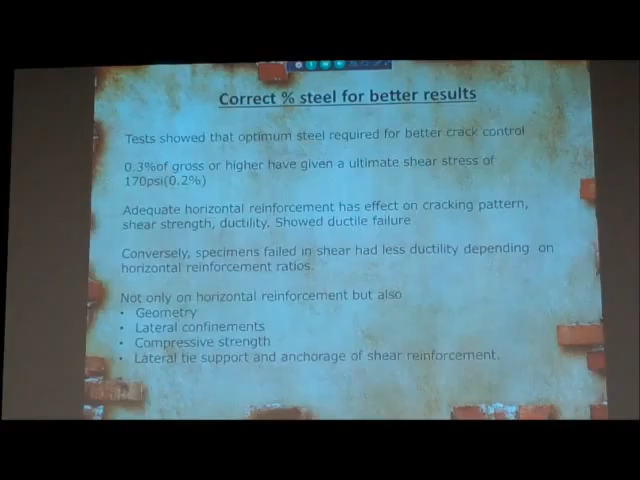 Correct % steel for better results
Tests showed that optimum steel required for better crack control
0.3%of gross or higher have given a ultimate shear stress of
170psi(0.2%)
Adequate horizontal reinforcement has effect on cracking pattern,
shear strength, ductility. Showed ductile failure
Conversely, specimens failed in shear had less ductility depending on
horizontal reinforcement ratios.
Not only on horizontal reinforcement but also
• Geometry
• Lateral confinements
• Compressive strength
• Lateral tie support and anchorage of shear reinforcement.